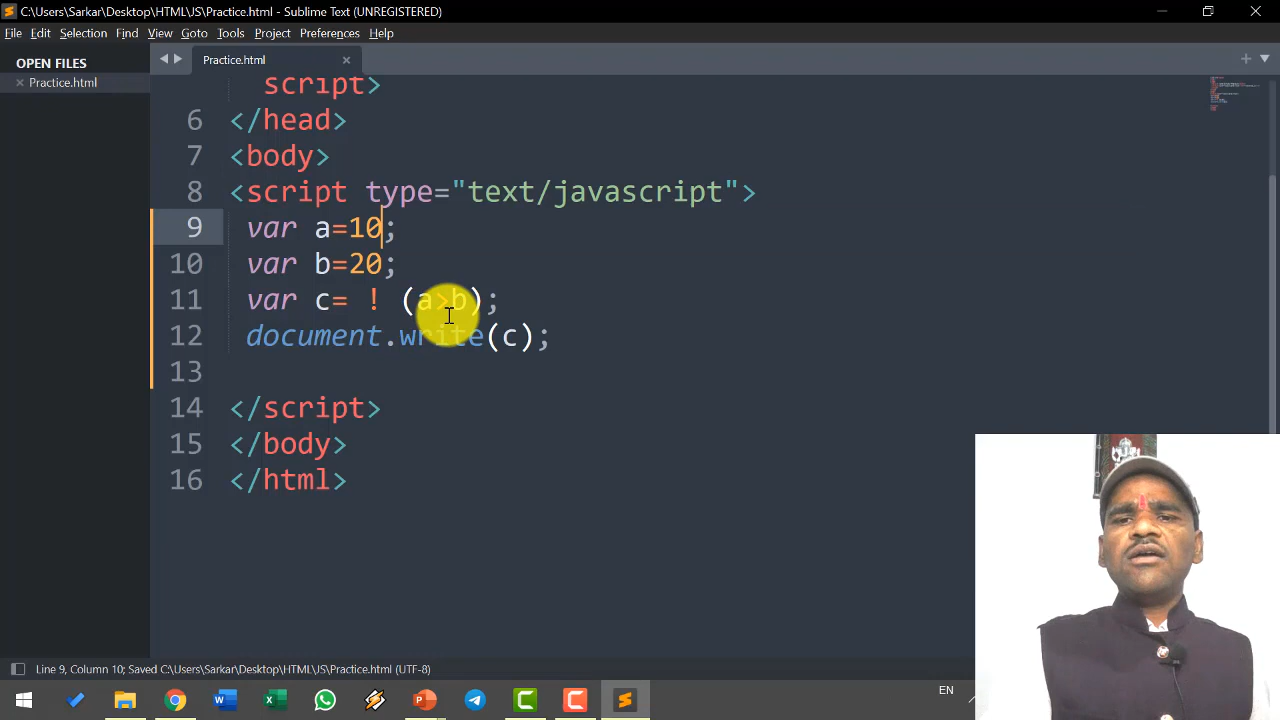 C:\Users\Sarkar\Desktop\HTML\JS\Practice.html - Sublime Text (UNREGISTERED)
File Edit Selection Find View Goto Tools Project Preferences Help
OPEN FILES
Practice.html
Practice.html
script>
6 </head>
7 <body>
8 <script type="text/javascript">
9 var a=10;
10 var b=20;
11 var c= ! (a>b);
12 document.write(c);
13
14 </script>
15 </body>
16 </html>
Line 9, Column 10; Saved C:\Users\Sarkar\Desktop\HTML\JS\Practice.html (UTF-8)
EN